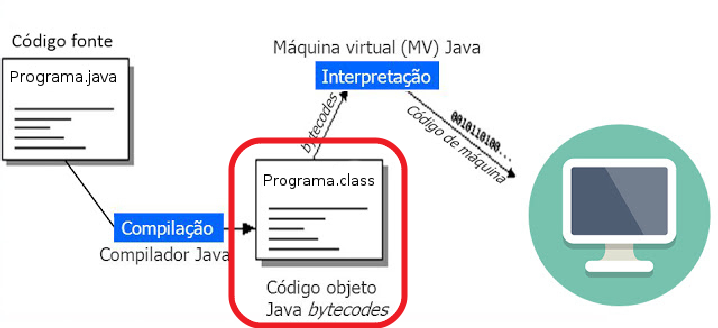 Código fonte
Programa.java
Compilação
Compilador Java
Programa.class
Código objeto
Java bytecodes
bytecodes
Máquina virtual (MV) Java
Interpretação
0010110100...
Código de máquina